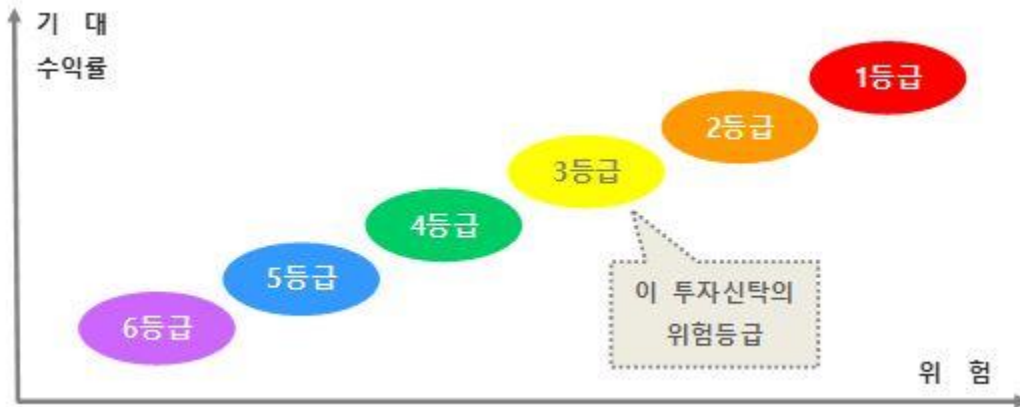 기 대
수익률
1등급
2등급
3등급
4등급
5등급
6등급
이 투자신탁의
위험등급
위 험